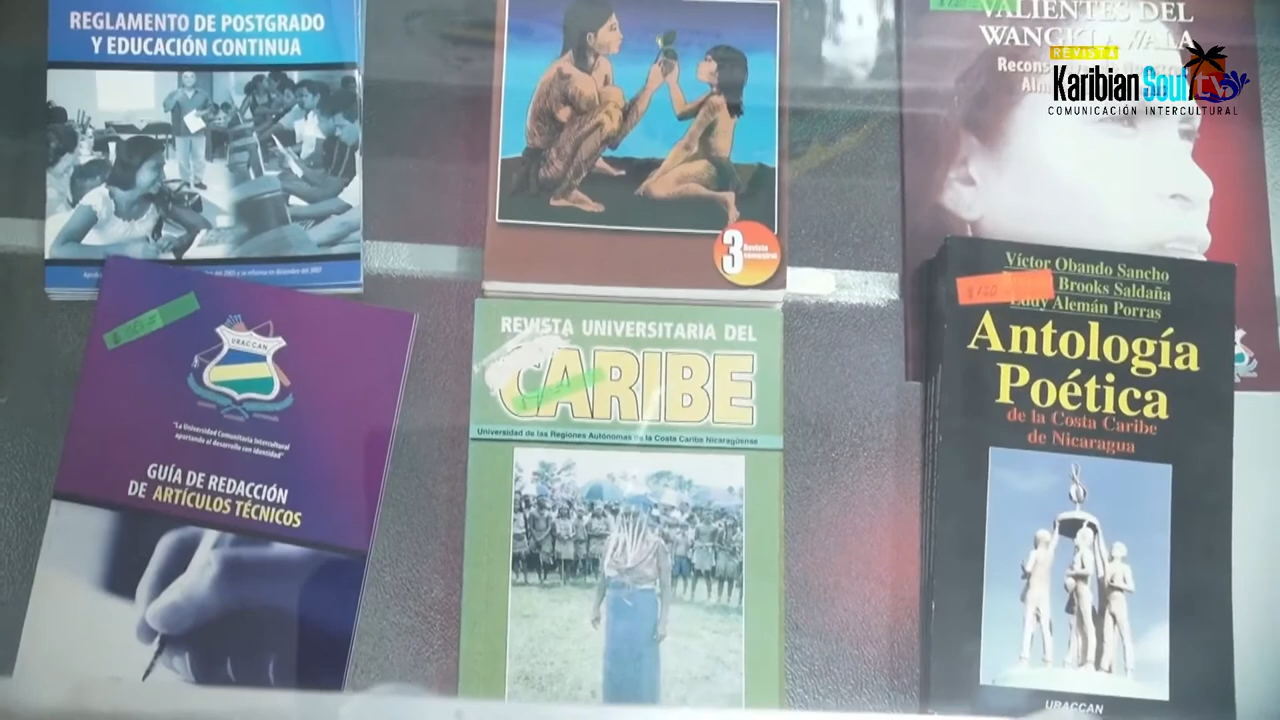 REGLAMENTO DE POSTGRADO
Y EDUCACIÓN CONTINUA
3 Revista
semestral
VALIENTES DEL
REVISTA
Karibian Soul tv
COMUNICACIÓN INTERCULTURAL
URACCAN
"La Universidad Comunitaria Intercultural
aportando al desarrollo con identidad"
GUÍA DE REDACCIÓN
DE ARTÍCULOS TÉCNICOS
REVISTA UNIVERSITARIA DEL
CARIBE
Universidad de las Regiones Autónomas de la Costa Caribe Nicaragüense
Víctor Obando Sancho
Brooks Saldaña
Eddy Alemán Porras
Antología
Poética
de la Costa Caribe
de Nicaragua
URACCAN